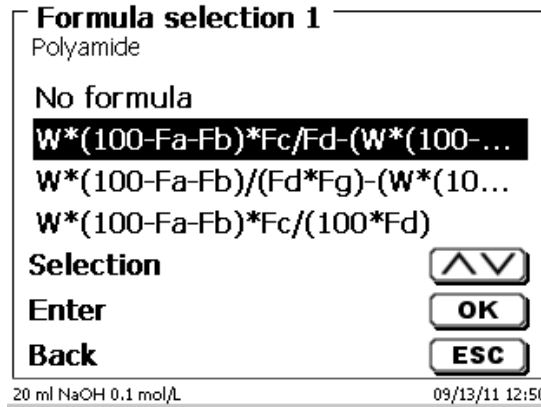 Formula selection 1
Polyamide
No formula
W*(100-Fa-Fb)*Fc/Fd-(W*(100-...
W*(100-Fa-Fb)/(Fd*Fg)-(W*(10...
W*(100-Fa-Fb)*Fc/(100*Fd)
Selection
Enter OK
Back ESC
20 ml NaOH 0.1 mol/L 09/13/11 12:50